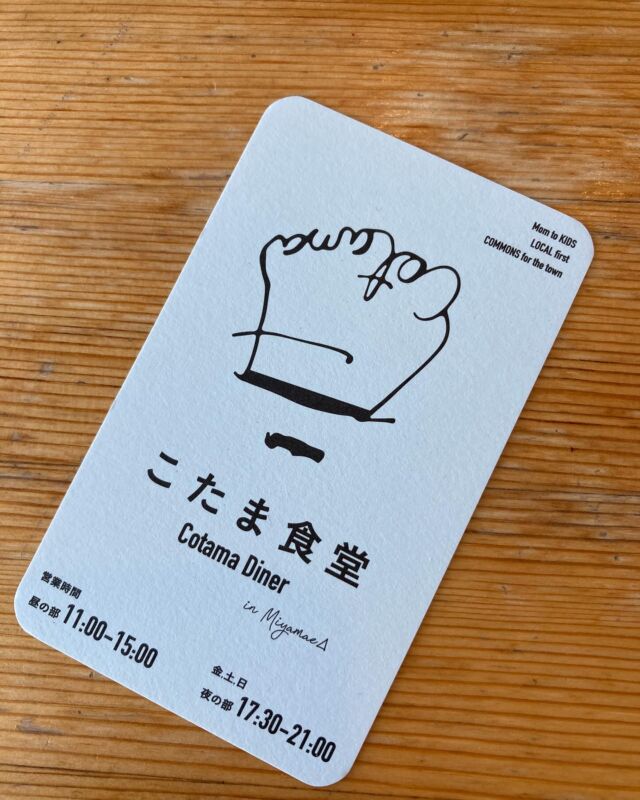 Mom to KIDS
LOCAL first
COMMONS for the town
Cotama
こたま食堂
Cotama Diner
in Miyamae△
営業時間
昼の部 11:00-15:00
金.土.日
夜の部 17:30-21:00